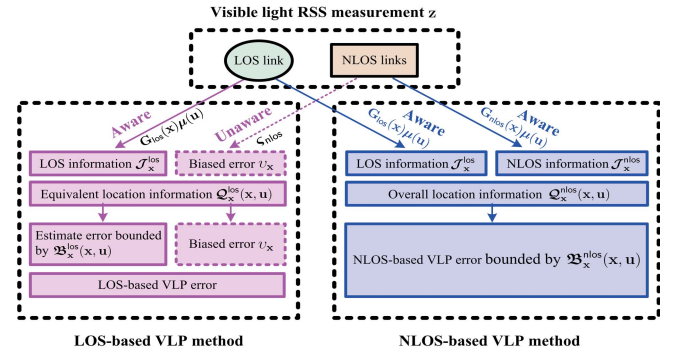 Visible light RSS measurement z
LOS link
NLOS links
Aware
G_los(x)μ(u)
Unaware
ς_nlos
G_los(x)μ(u)
Aware
G_nlos(x)μ(u)
Aware
LOS information 𝒥_x^los
Biased error υ_x
LOS information 𝒥_x^los
NLOS information 𝒥_x^nlos
Equivalent location information 𝒬_x^los(x, u)
Overall location information 𝒬_x^nlos(x, u)
Estimate error bounded
by 𝔅_x^los(x, u)
Biased error υ_x
NLOS-based VLP error bounded by 𝔅_x^nlos(x, u)
LOS-based VLP error
LOS-based VLP method
NLOS-based VLP method